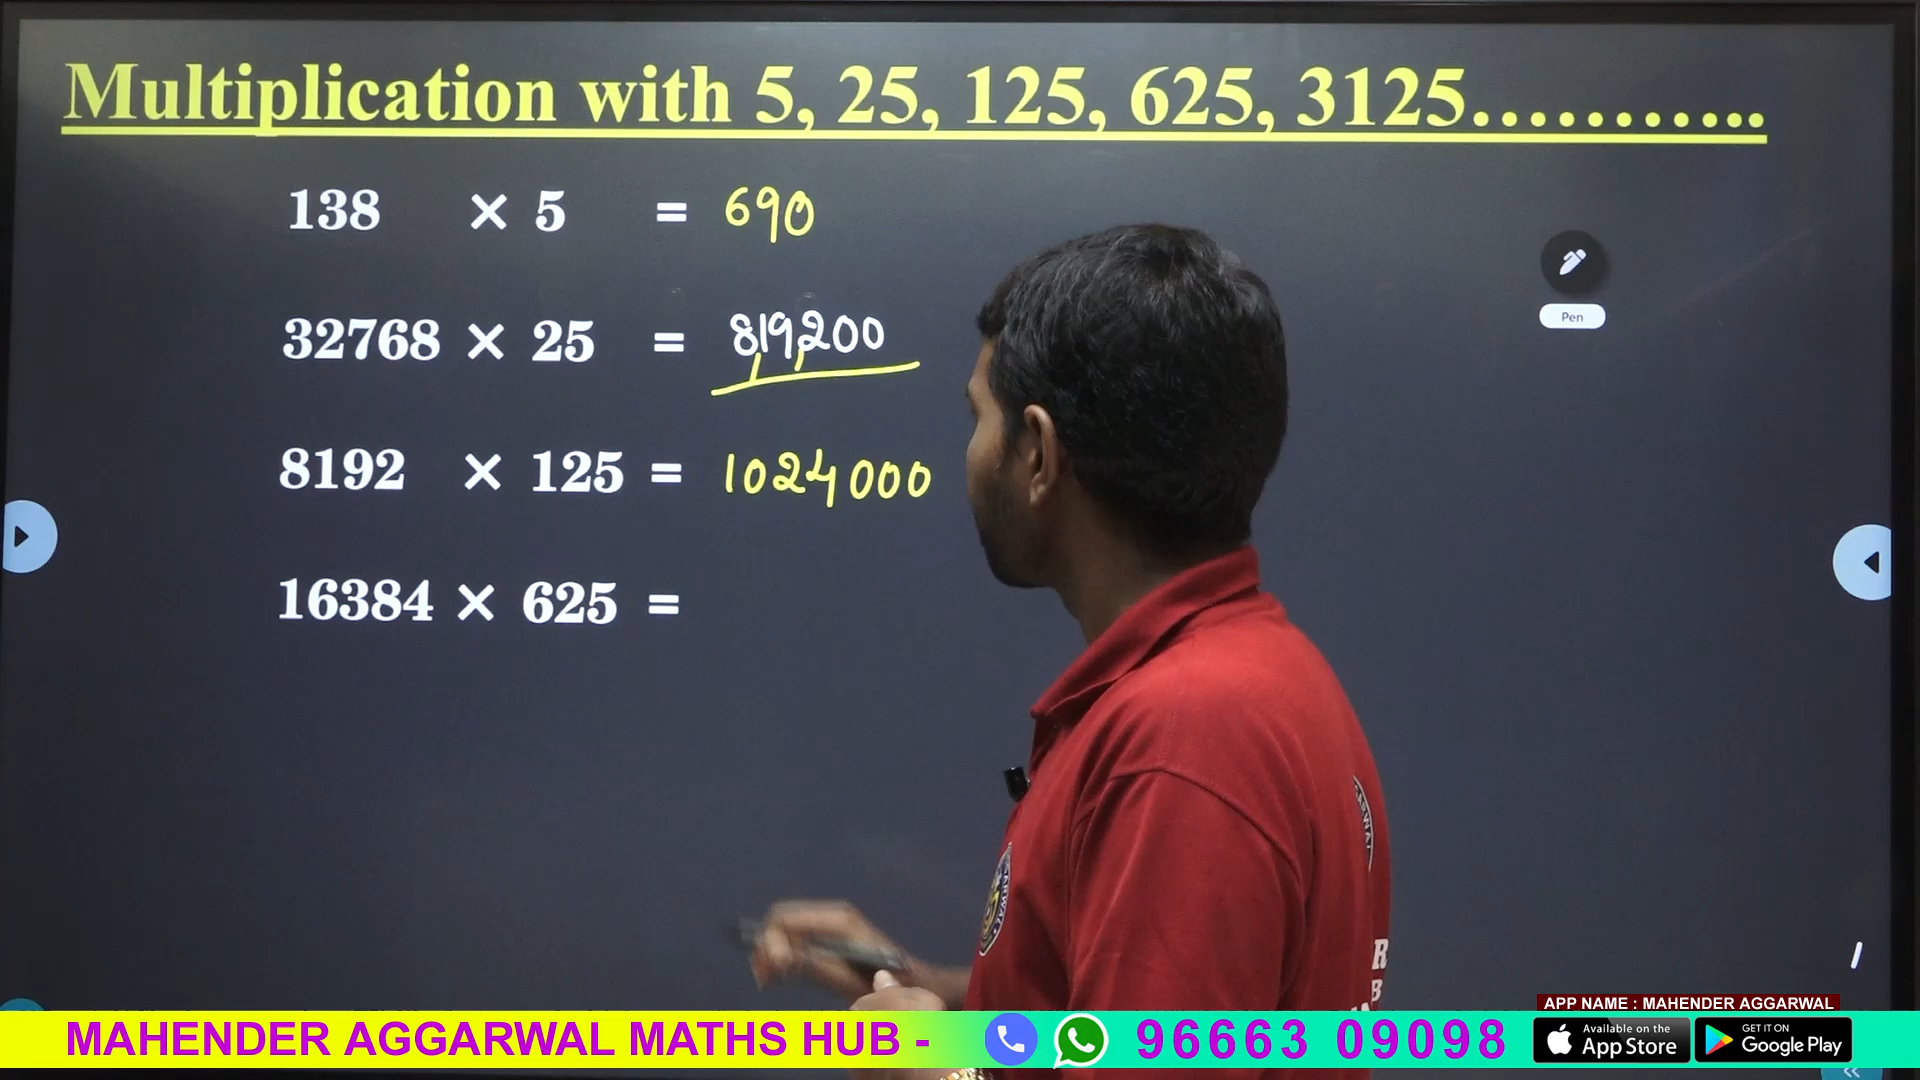 Multiplication with 5, 25, 125, 625, 3125...........
138 × 5 = 690
32768 × 25 = 819200
8192 × 125 = 1024000
16384 × 625 =
Pen
APP NAME : MAHENDER AGGARWAL
MAHENDER AGGARWAL MATHS HUB - 96663 09098
Available on the App Store
GET IT ON Google Play